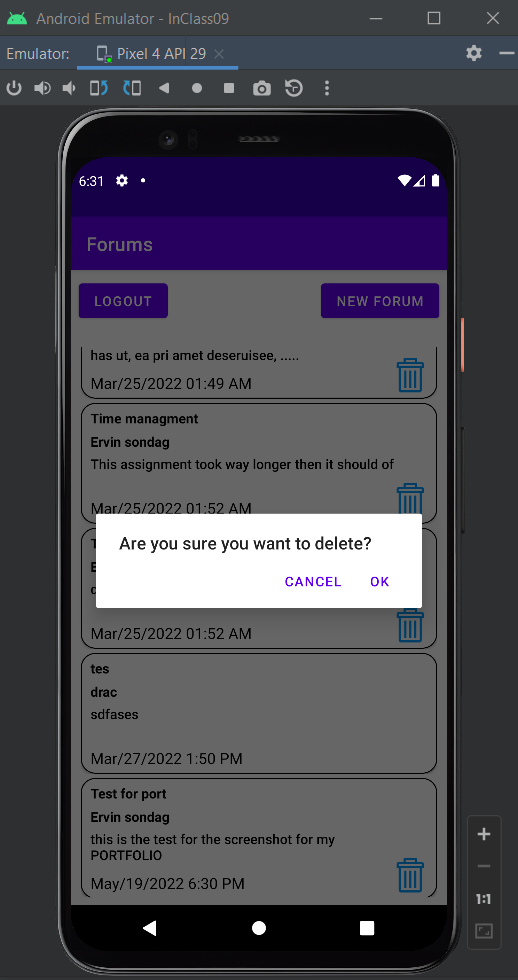 Android Emulator - InClass09
Emulator:
Pixel 4 API 29
6:31
Forums
LOGOUT
NEW FORUM
has ut, ea pri amet deseruisee, .....
Mar/25/2022 01:49 AM
Time managment
Ervin sondag
This assignment took way longer then it should of
Mar/25/2022 01:52 AM
Are you sure you want to delete?
CANCEL
OK
Mar/25/2022 01:52 AM
tes
drac
sdfases
Mar/27/2022 1:50 PM
Test for port
Ervin sondag
this is the test for the screenshot for my
PORTFOLIO
May/19/2022 6:30 PM
1:1